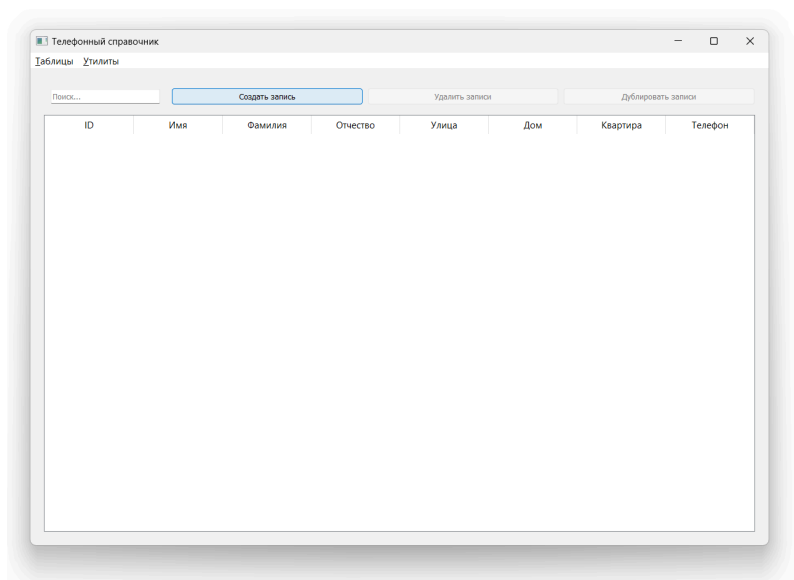 Телефонный справочник
Таблицы Утилиты
Поиск... Создать запись Удалить записи Дублировать записи
ID Имя Фамилия Отчество Улица Дом Квартира Телефон